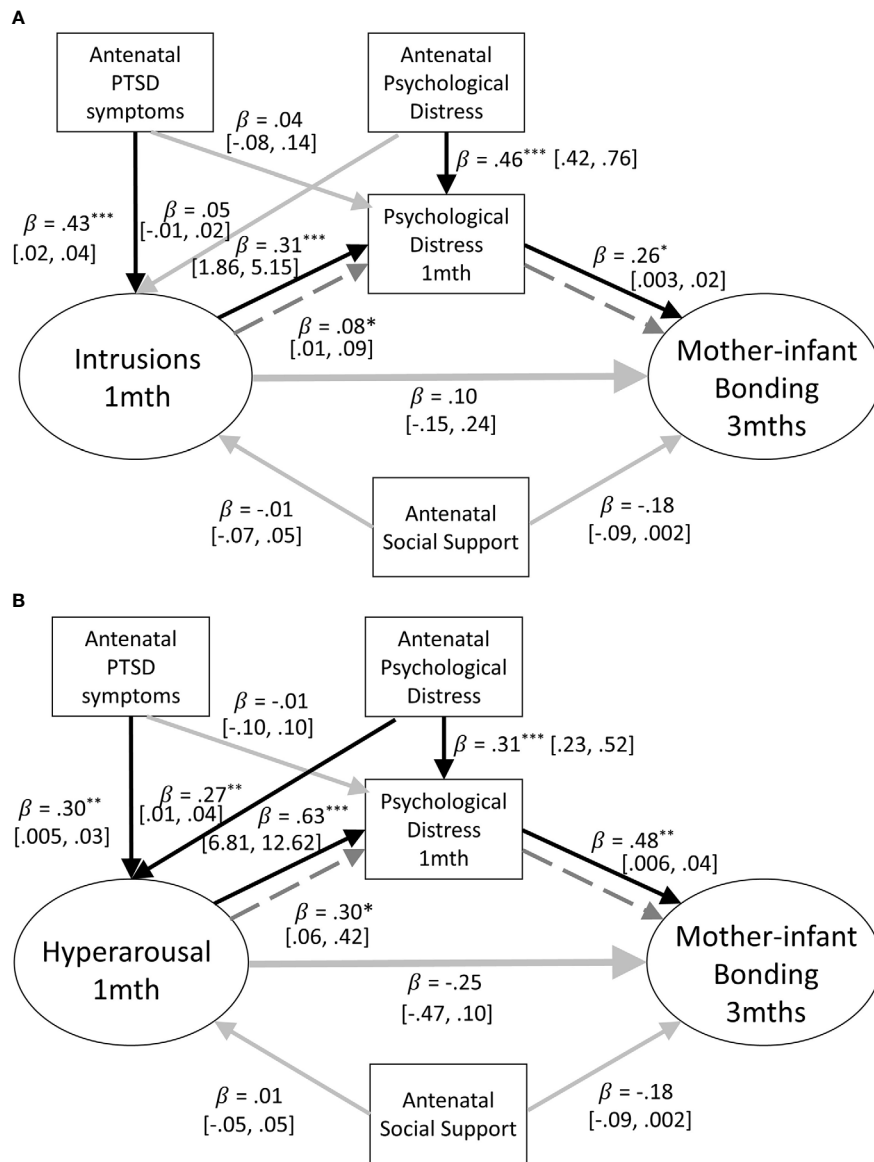 A
Antenatal
PTSD
symptoms
Antenatal
Psychological
Distress
β = .04
[-.08, .14]
β = .46*** [.42, .76]
β = .43***
[.02, .04]
β = .05
[-.01, .02]
β = .31***
[1.86, 5.15]
Psychological
Distress
1mth
β = .26*
[.003, .02]
β = .08*
[.01, .09]
Intrusions
1mth
Mother-infant
Bonding
3mths
β = .10
[-.15, .24]
β = -.01
[-.07, .05]
Antenatal
Social Support
β = -.18
[-.09, .002]
B
Antenatal
PTSD
symptoms
Antenatal
Psychological
Distress
β = -.01
[-.10, .10]
β = .31*** [.23, .52]
β = .30**
[.005, .03]
β = .27**
[.01, .04]
β = .63***
[6.81, 12.62]
Psychological
Distress
1mth
β = .48**
[.006, .04]
β = .30*
[.06, .42]
Hyperarousal
1mth
Mother-infant
Bonding
3mths
β = -.25
[-.47, .10]
β = .01
[-.05, .05]
Antenatal
Social Support
β = -.18
[-.09, .002]